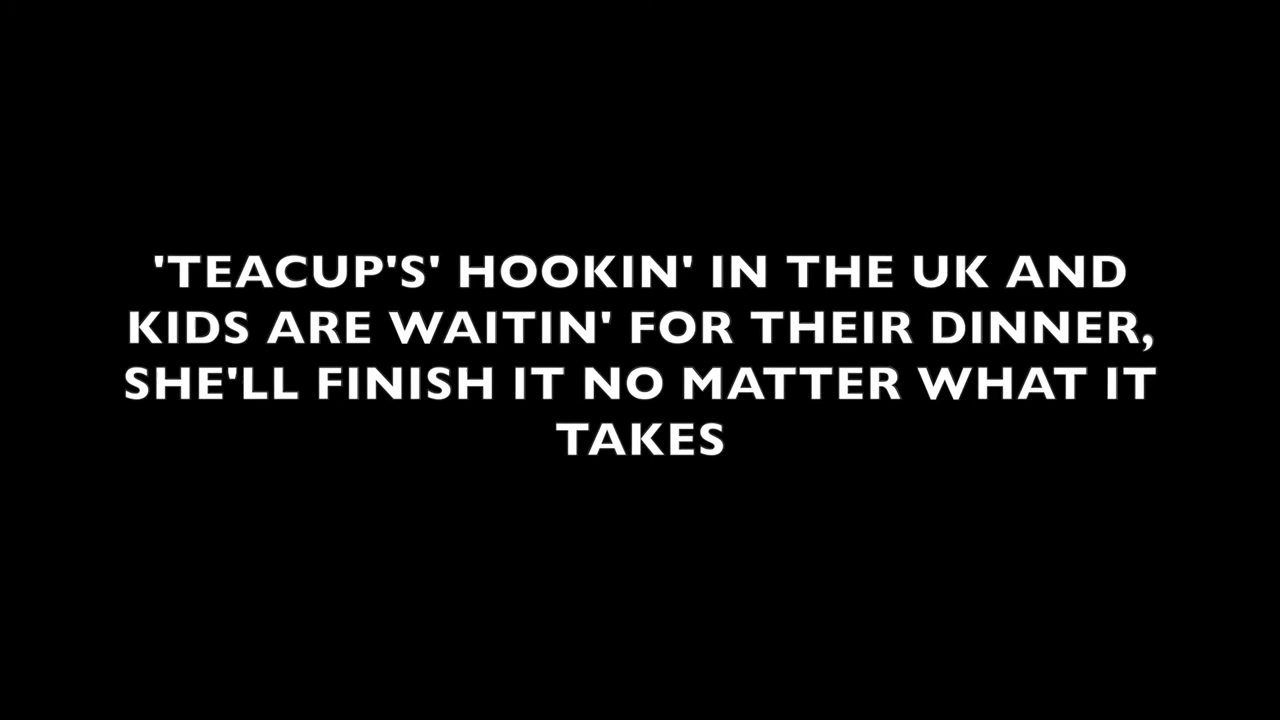 'TEACUP'S' HOOKIN' IN THE UK AND
KIDS ARE WAITIN' FOR THEIR DINNER,
SHE'LL FINISH IT NO MATTER WHAT IT
TAKES